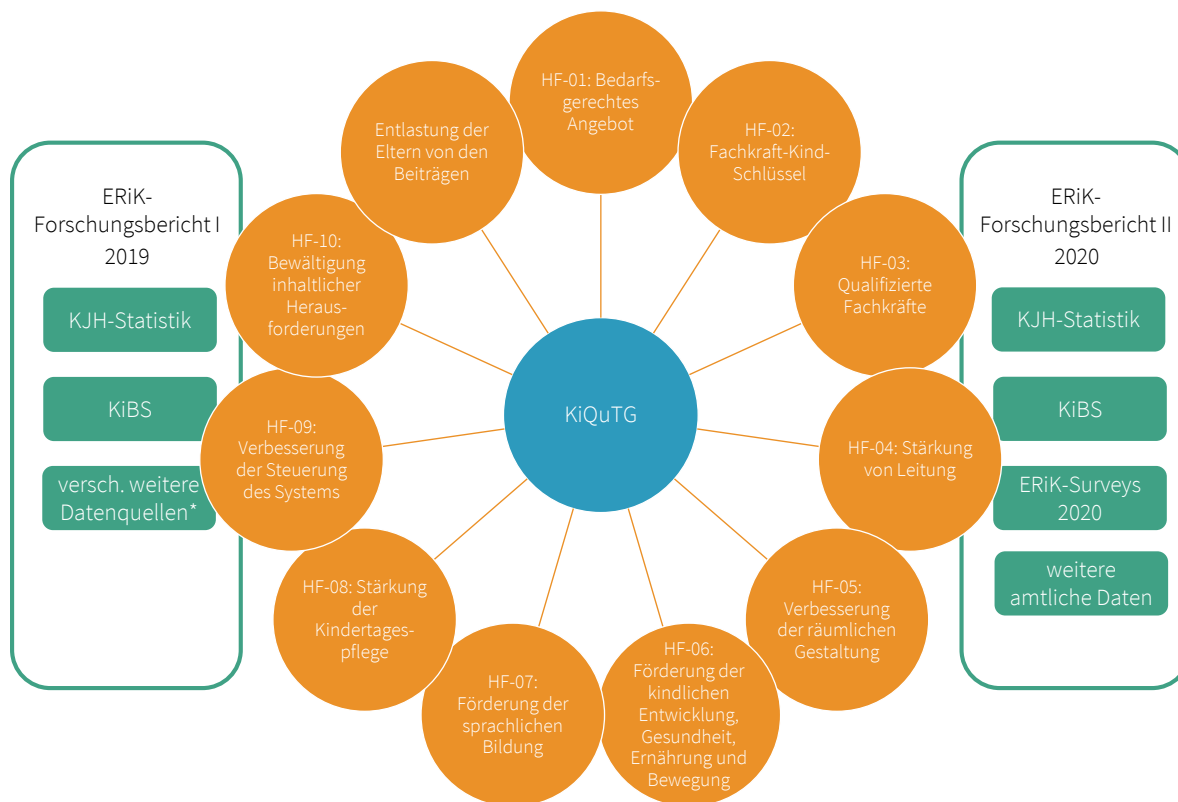 HF-01: Bedarfs-
gerechtes
Angebot
Entlastung der
Eltern von den
Beiträgen
HF-02:
Fachkraft-Kind-
Schlüssel
ERiK-
Forschungsbericht I
2019
KJH-Statistik
KiBS
versch. weitere
Datenquellen*
HF-10:
Bewältigung
inhaltlicher
Heraus-
forderungen
HF-03:
Qualifizierte
Fachkräfte
ERiK-
Forschungsbericht II
2020
KJH-Statistik
KiBS
ERiK-Surveys
2020
weitere
amtliche Daten
KiQuTG
HF-09:
Verbesserung
der Steuerung
des Systems
HF-04: Stärkung
von Leitung
HF-08: Stärkung
der
Kindertages-
pflege
HF-05:
Verbesserung
der räumlichen
Gestaltung
HF-07:
Förderung der
sprachlichen
Bildung
HF-06:
Förderung der
kindlichen
Entwicklung,
Gesundheit,
Ernährung und
Bewegung